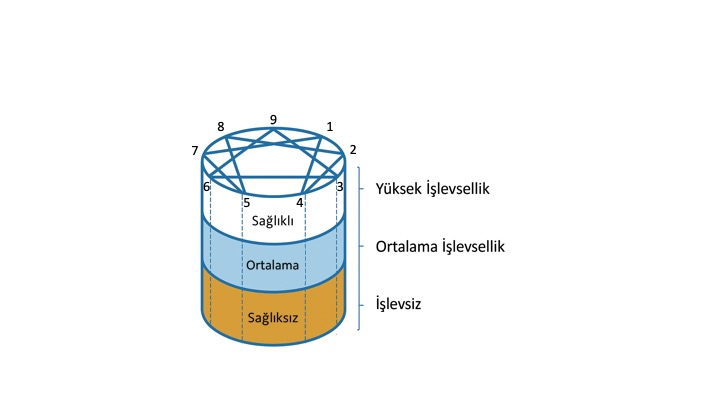 9
8
1
7
2
6
3
5
4
Yüksek İşlevsellik
Sağlıklı
Ortalama İşlevsellik
Ortalama
İşlevsiz
Sağlıksız